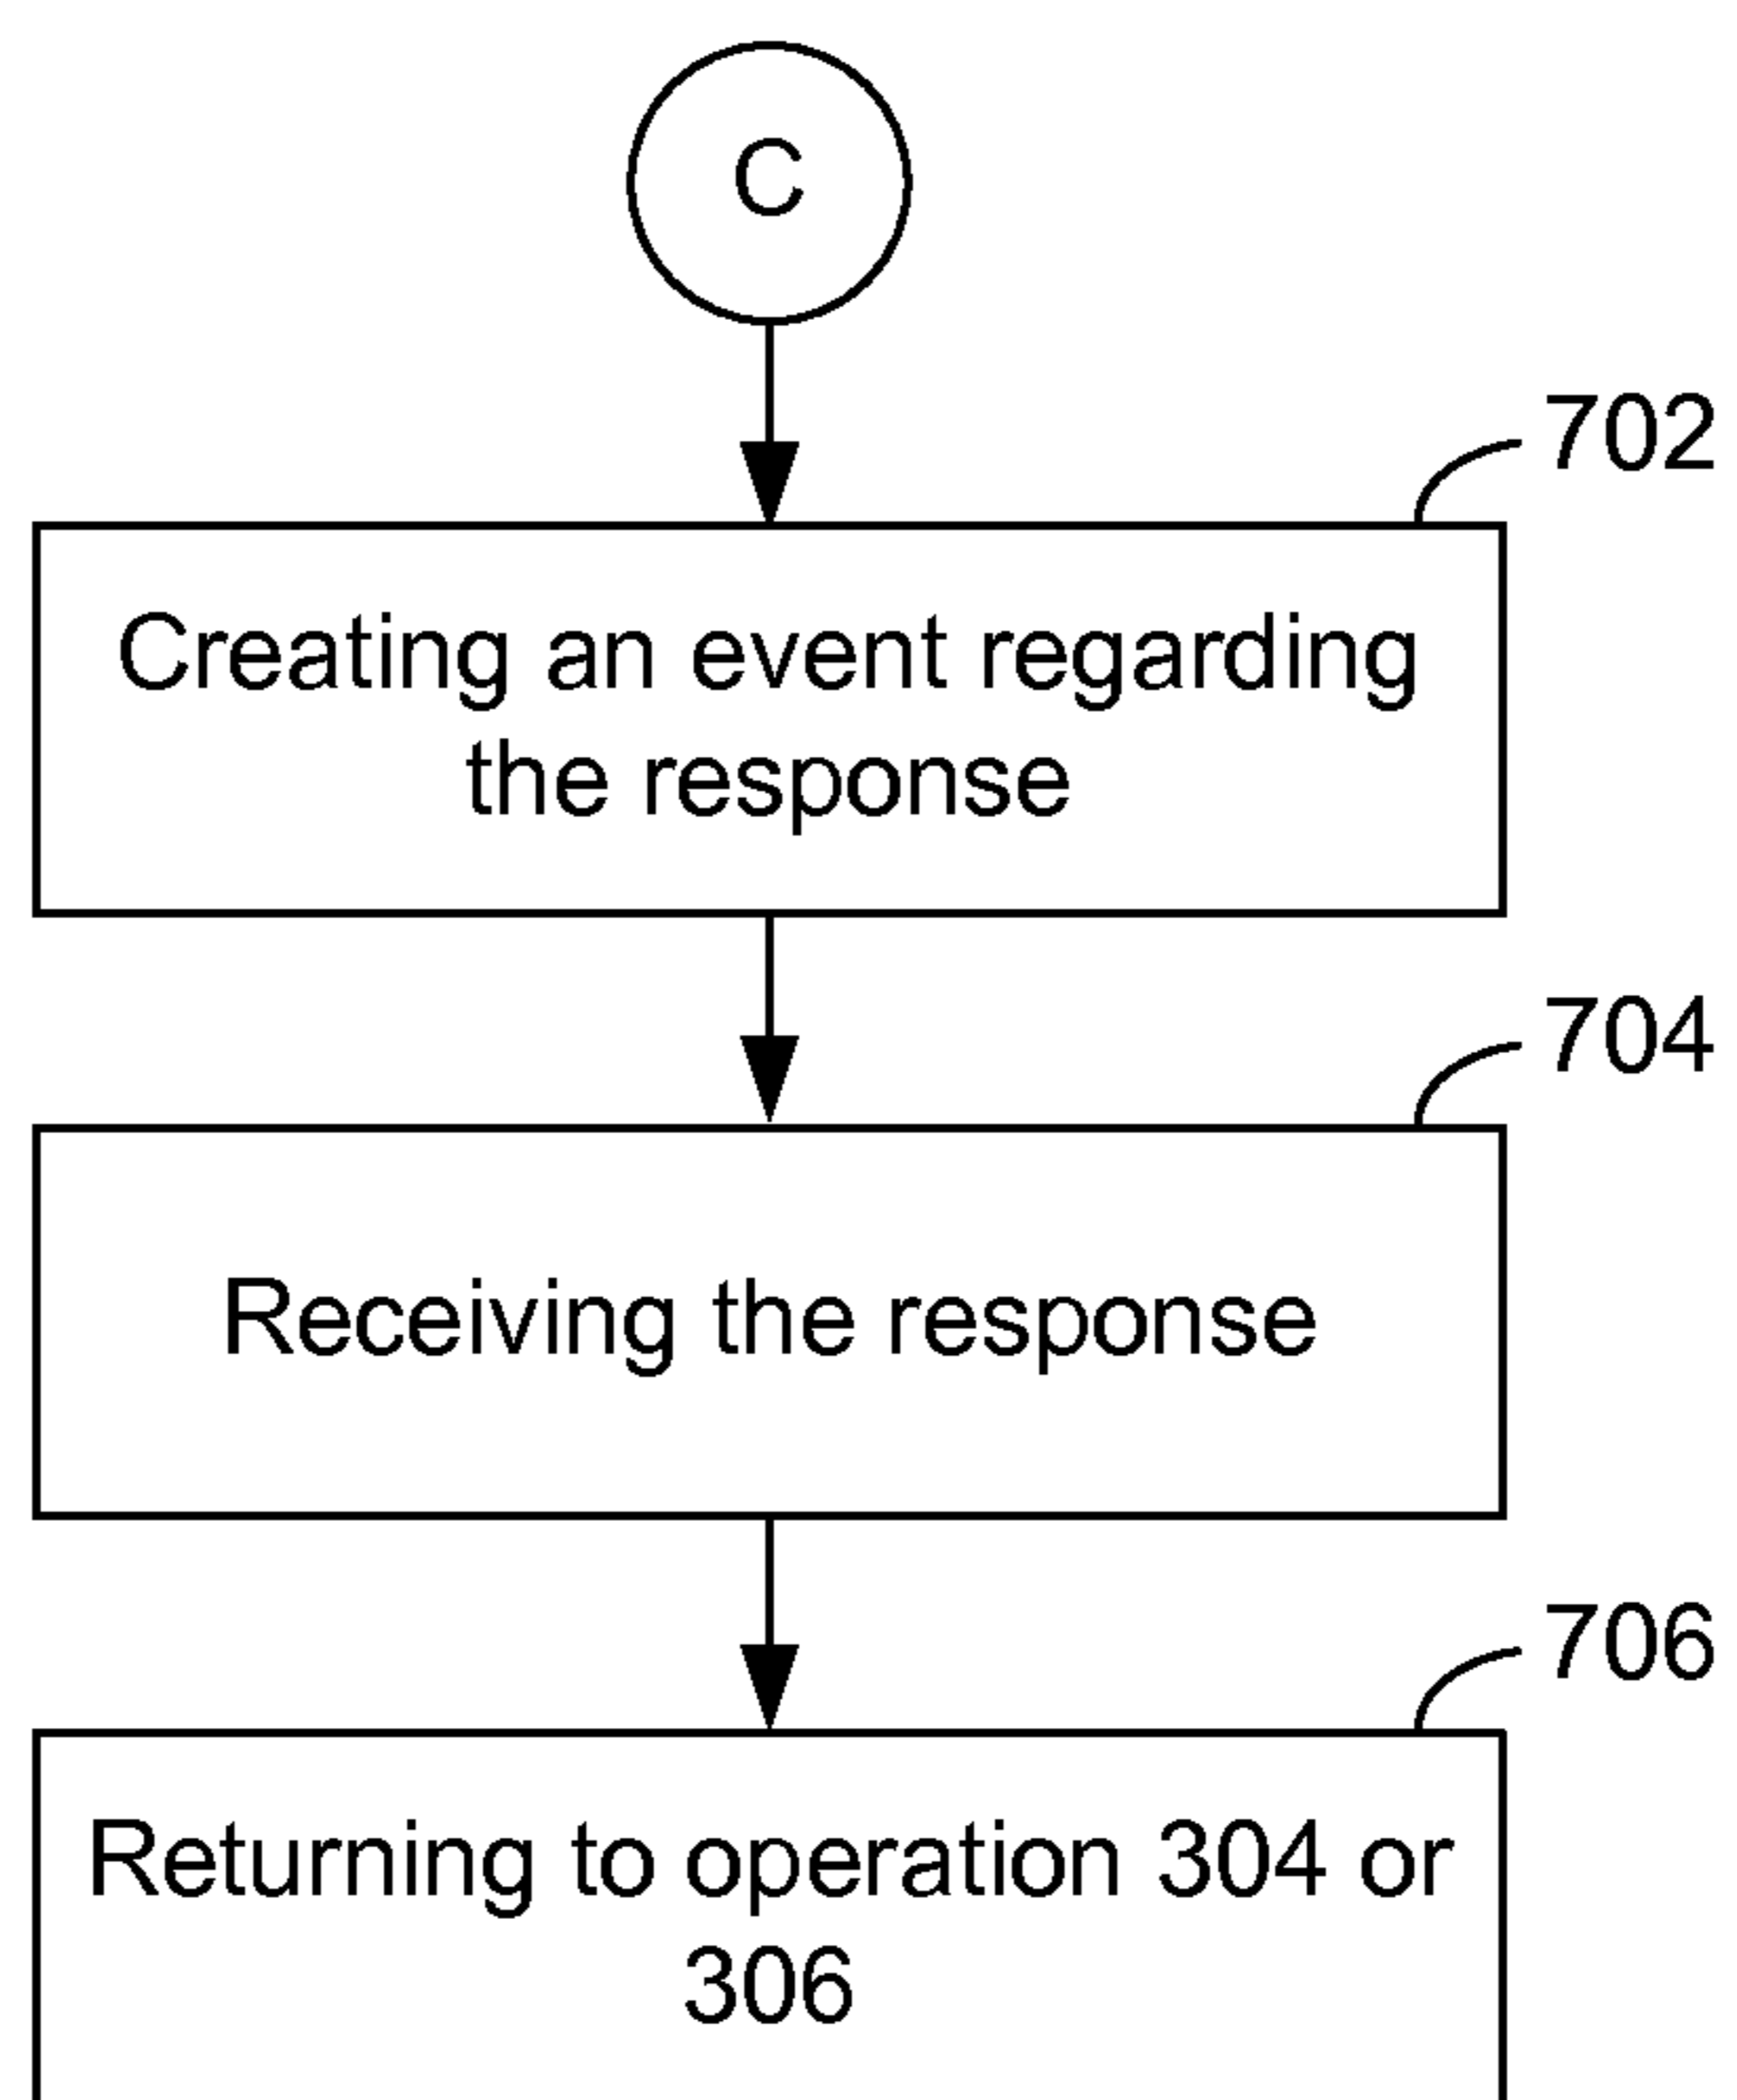 C
702
Creating an event regarding
the response
704
Receiving the response
706
Returning to operation 304 or
306